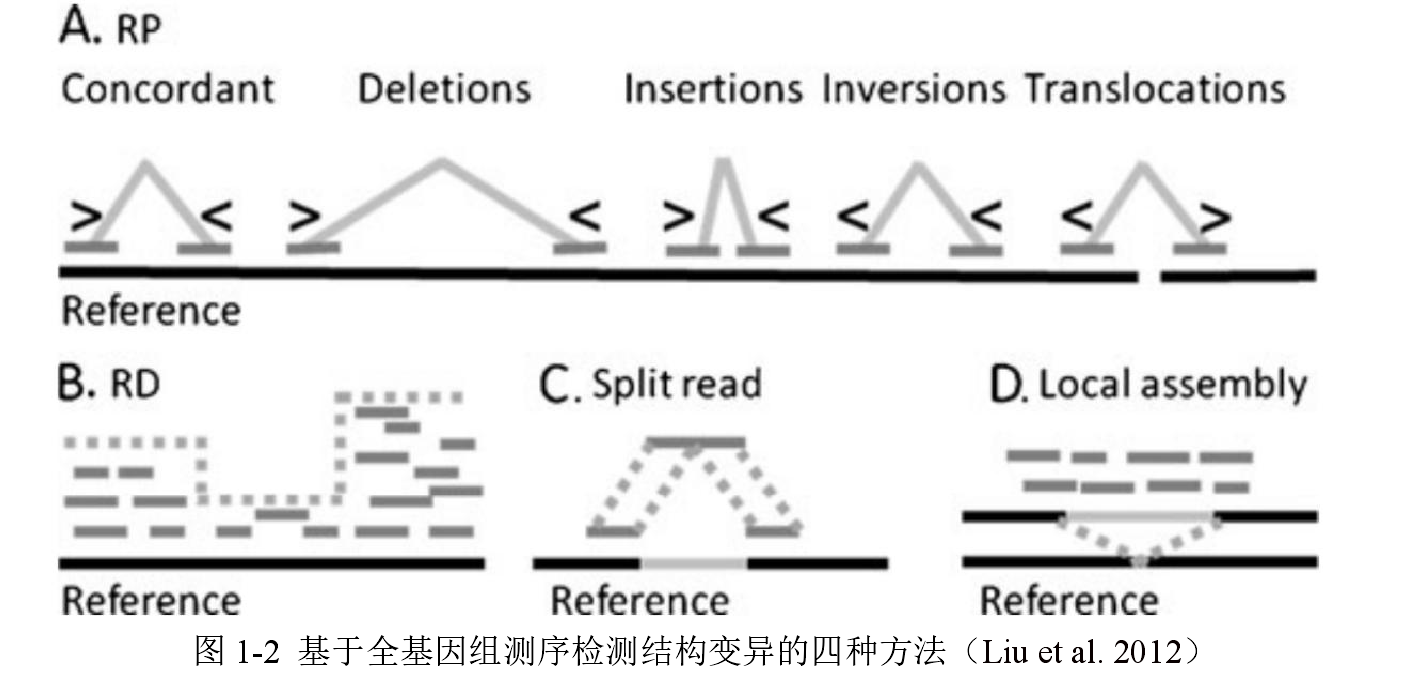 A. RP
Concordant Deletions Insertions Inversions Translocations
> < > < > < < < < >
Reference
B. RD C. Split read D. Local assembly
Reference Reference Reference
图 1-2 基于全基因组测序检测结构变异的四种方法（Liu et al. 2012）